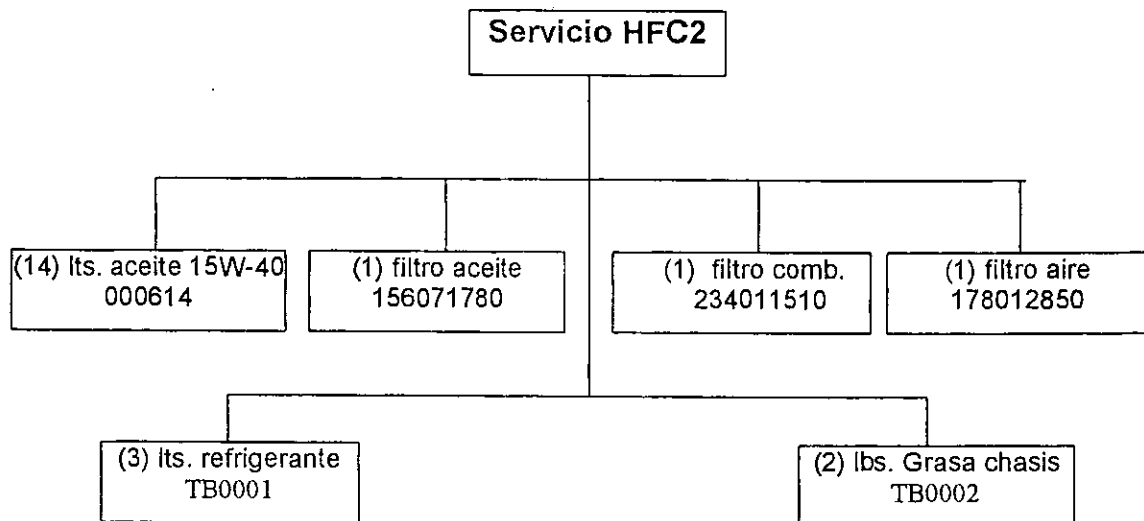 Servicio HFC2
(14) lts. aceite 15W-40
000614
(1) filtro aceite
156071780
(1) filtro comb.
234011510
(1) filtro aire
178012850
(3) lts. refrigerante
TB0001
(2) lbs. Grasa chasis
TB0002